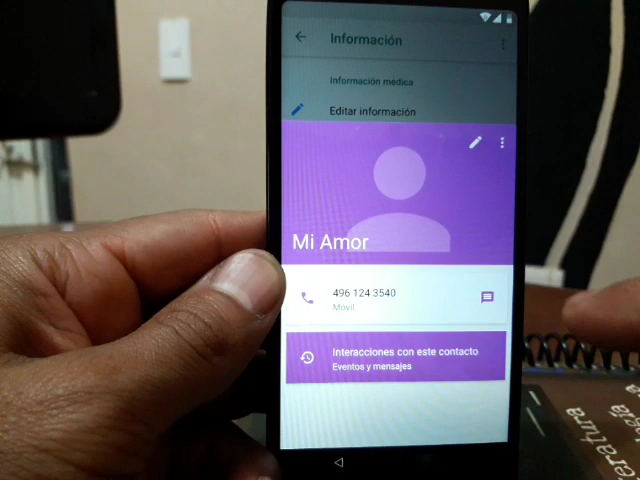 Información
Información médica
Editar información
Mi Amor
496 124 3540
Móvil
Interacciones con este contacto
Eventos y mensajes